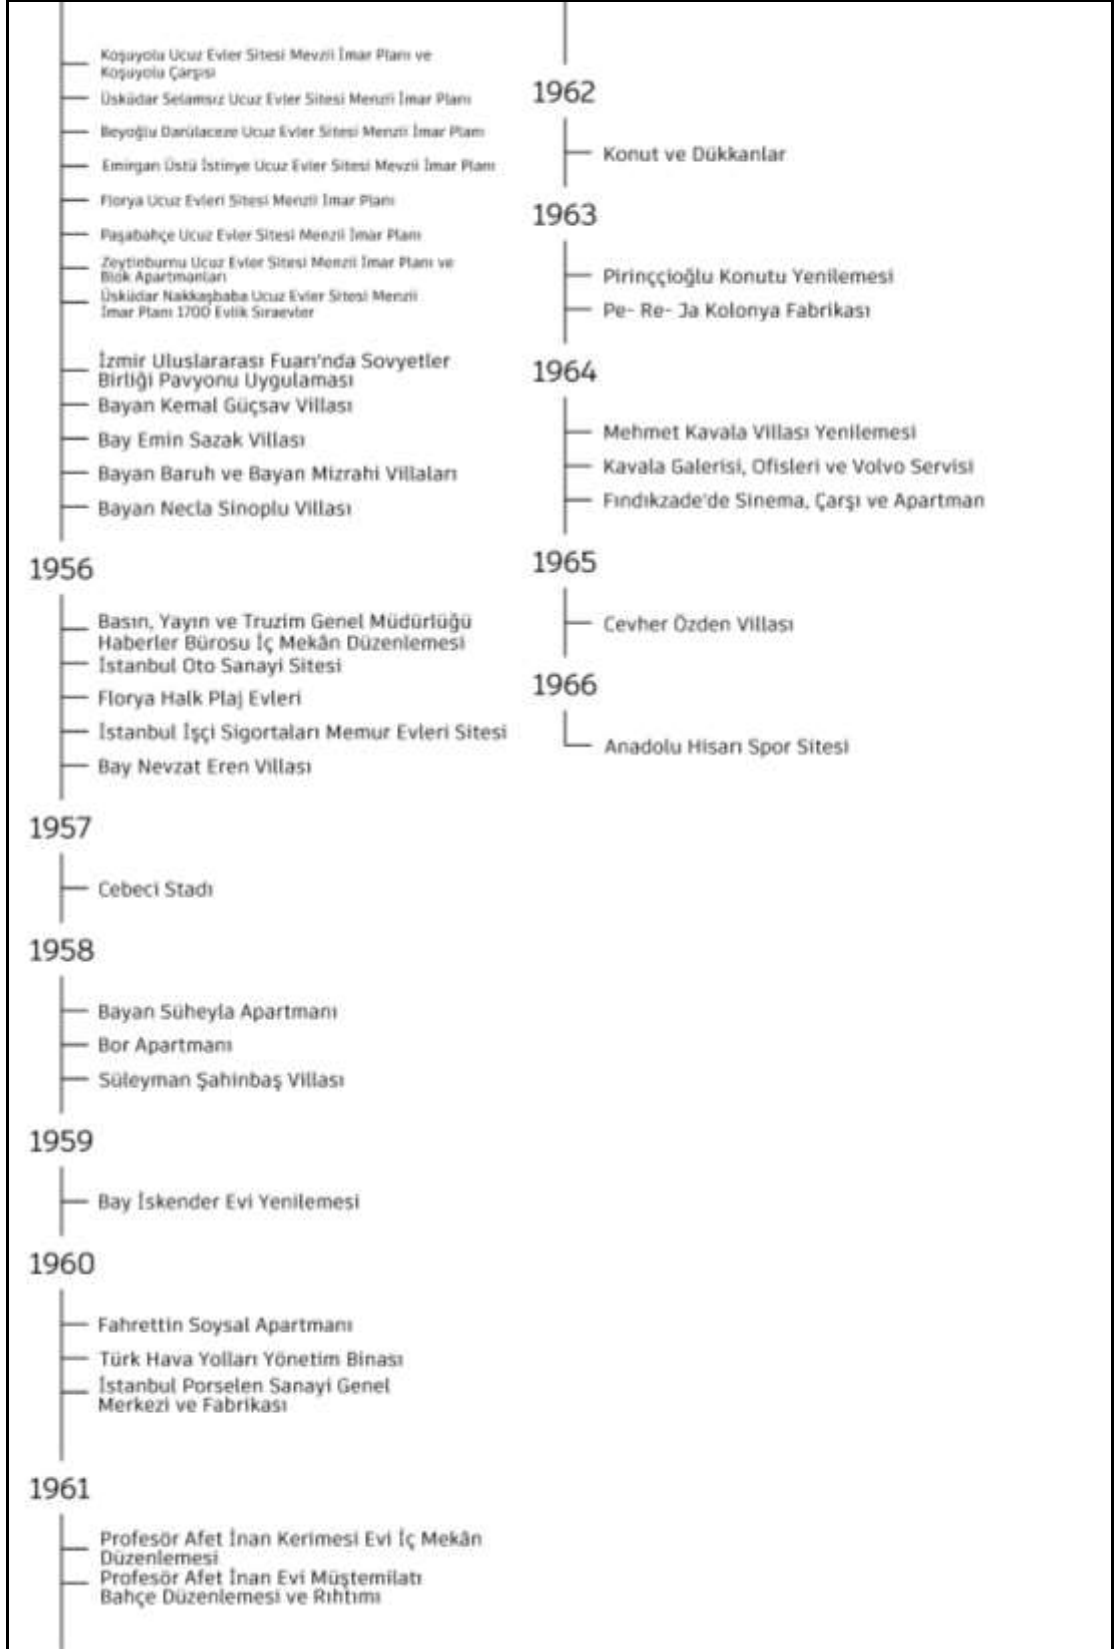 Koşuyolu Ucuz Evler Sitesi Mevzii İmar Planı ve
Koşuyolu Çarşısı
Üsküdar Selamsız Ucuz Evler Sitesi Menzii İmar Planı
Beyoğlu Darülaceze Ucuz Evler Sitesi Menzii İmar Planı
Emirgan Üstü İstinye Ucuz Evler Sitesi Mevzii İmar Planı
Florya Ucuz Evleri Sitesi Menzii İmar Planı
Paşabahçe Ucuz Evler Sitesi Menzii İmar Planı
Zeytinburnu Ucuz Evler Sitesi Menzii İmar Planı ve
Blok Apartmanları
Üsküdar Nakkaşbaba Ucuz Evler Sitesi Menzii
İmar Planı 1700 Evlik Sıraevler
İzmir Uluslararası Fuarı'nda Sovyetler
Birliği Pavyonu Uygulaması
Bayan Kemal Güçsav Villası
Bay Emin Sazak Villası
Bayan Baruh ve Bayan Mizrahi Villaları
Bayan Necla Sinoplu Villası
1956
Basın, Yayın ve Truzim Genel Müdürlüğü
Haberler Bürosu İç Mekân Düzenlemesi
İstanbul Oto Sanayi Sitesi
Florya Halk Plaj Evleri
İstanbul İşçi Sigortaları Memur Evleri Sitesi
Bay Nevzat Eren Villası
1957
Cebeci Stadı
1958
Bayan Süheyla Apartmanı
Bor Apartmanı
Süleyman Şahinbaş Villası
1959
Bay İskender Evi Yenilemesi
1960
Fahrettin Soysal Apartmanı
Türk Hava Yolları Yönetim Binası
İstanbul Porselen Sanayi Genel
Merkezi ve Fabrikası
1961
Profesör Afet İnan Kerimesi Evi İç Mekân
Düzenlemesi
Profesör Afet İnan Evi Müştemilatı
Bahçe Düzenlemesi ve Rıhtımı
1962
Konut ve Dükkanlar
1963
Pirinççioğlu Konutu Yenilemesi
Pe- Re- Ja Kolonya Fabrikası
1964
Mehmet Kavala Villası Yenilemesi
Kavala Galerisi, Ofisleri ve Volvo Servisi
Fındıkzade'de Sinema, Çarşı ve Apartman
1965
Cevher Özden Villası
1966
Anadolu Hisarı Spor Sitesi